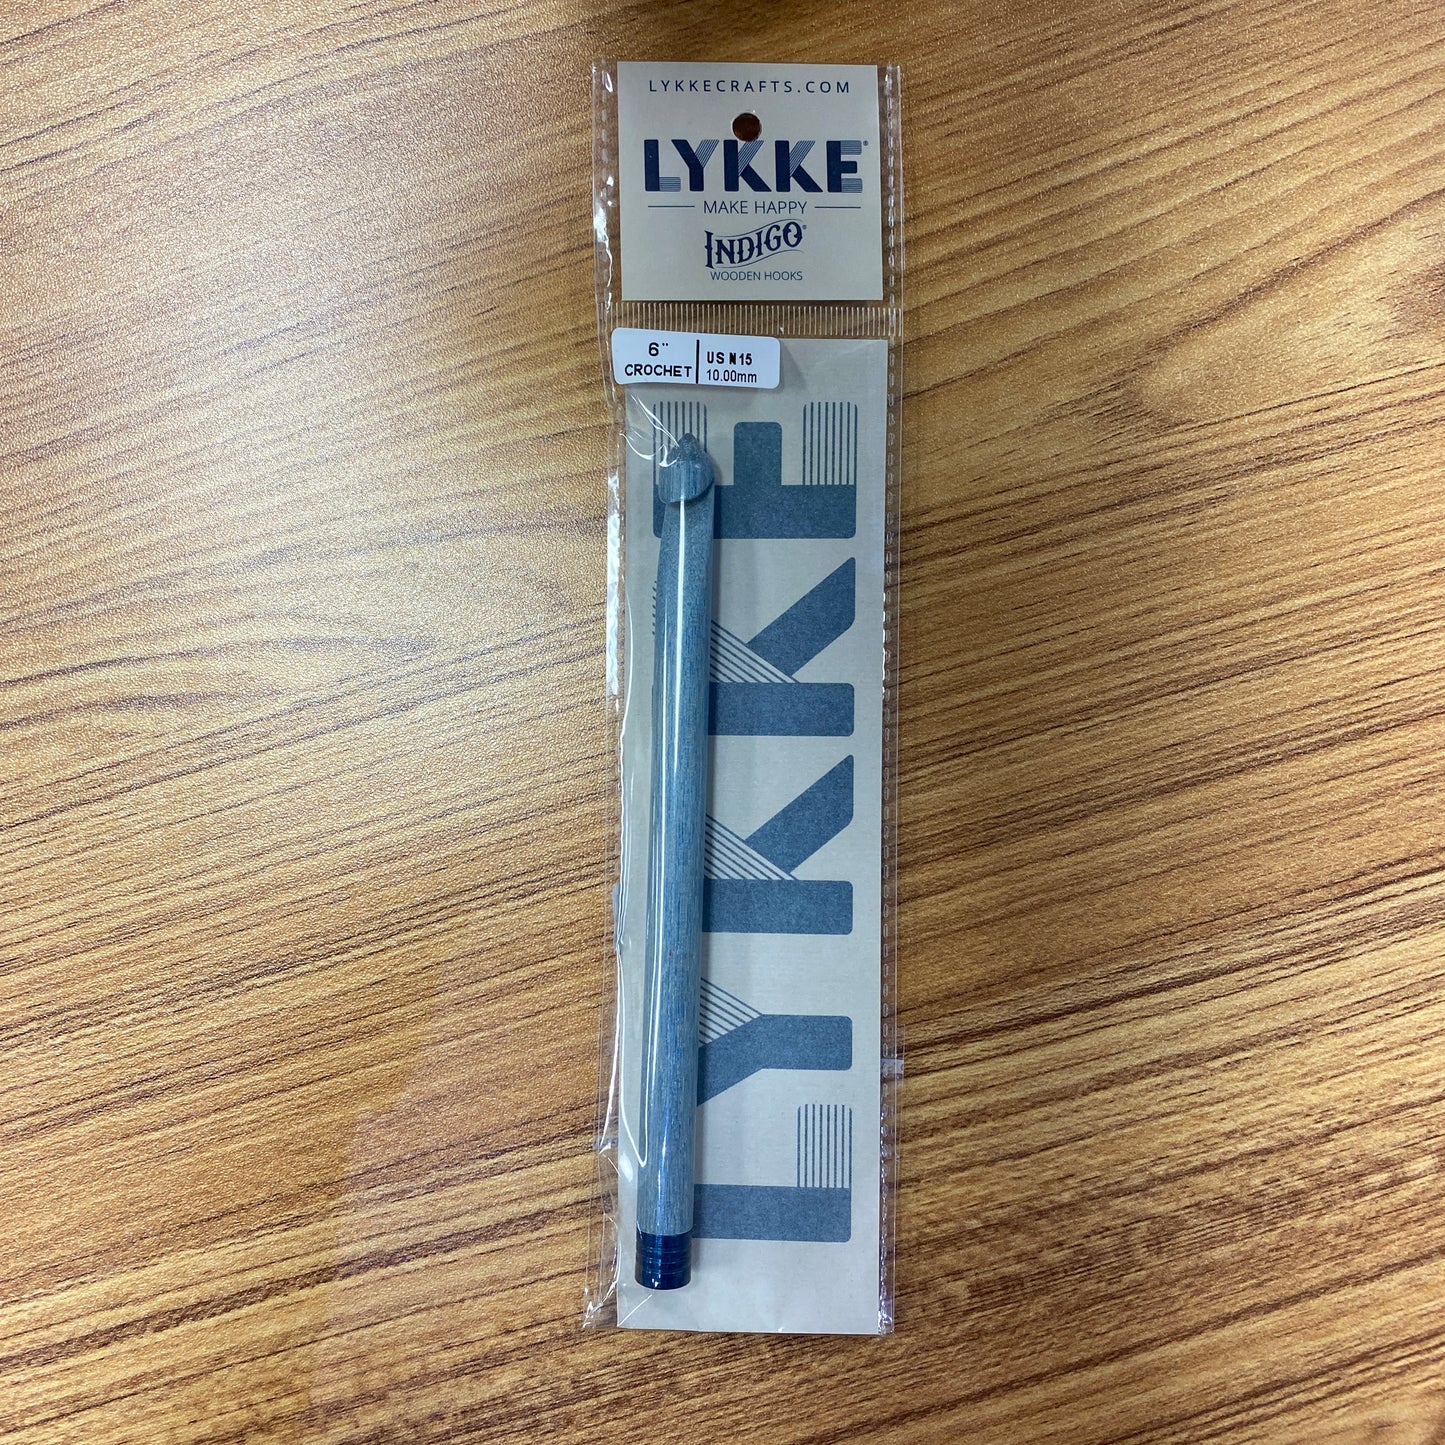 LYKKECRAFTS.COM
LYKKE®
MAKE HAPPY
INDIGO®
WOODEN HOOKS
6"
CROCHET
US N15
10.00mm
LYKKE